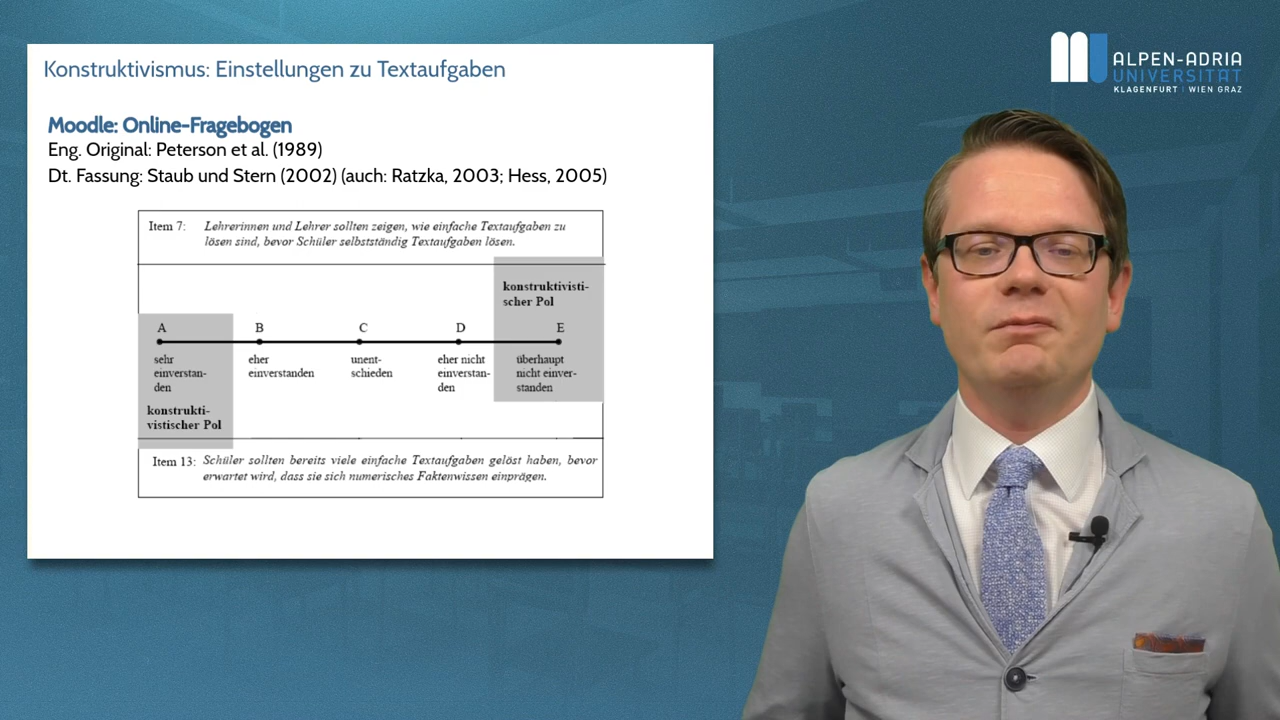 Konstruktivismus: Einstellungen zu Textaufgaben
Moodle: Online-Fragebogen
Eng. Original: Peterson et al. (1989)
Dt. Fassung: Staub und Stern (2002) (auch: Ratzka, 2003; Hess, 2005)
Item 7: Lehrerinnen und Lehrer sollten zeigen, wie einfache Textaufgaben zu
lösen sind, bevor Schüler selbstständig Textaufgaben lösen.
konstruktivisti-
scher Pol
A B C D E
sehr eher unent- eher nicht überhaupt
einverstan- einverstanden schieden einverstan- nicht einver-
den den standen
konstrukti-
vistischer Pol
Item 13: Schüler sollten bereits viele einfache Textaufgaben gelöst haben, bevor
erwartet wird, dass sie sich numerisches Faktenwissen einprägen.
ALPEN-ADRIA
UNIVERSITÄT
KLAGENFURT | WIEN GRAZ